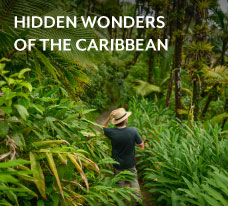 HIDDEN WONDERS
OF THE CARIBBEAN